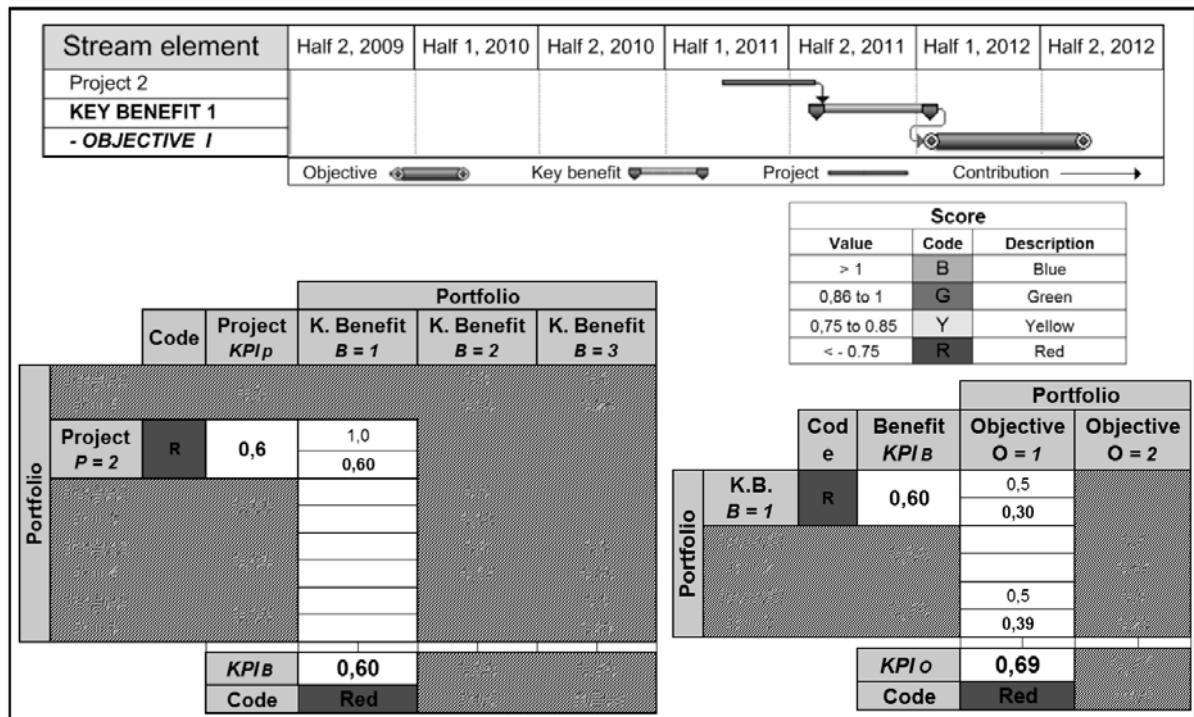 Stream element Half 2, 2009 Half 1, 2010 Half 2, 2010 Half 1, 2011 Half 2, 2011 Half 1, 2012 Half 2, 2012
Project 2
KEY BENEFIT 1
- OBJECTIVE I
Objective Key benefit Project Contribution
Score
Value Code Description
> 1 B Blue
0,86 to 1 G Green
0,75 to 0.85 Y Yellow
< - 0.75 R Red
Portfolio
Code Project K. Benefit K. Benefit K. Benefit
KPI P B = 1 B = 2 B = 3
Portfolio
Project R 0,6 1,0
P = 2 0,60
KPI B 0,60
Code Red
Portfolio
Cod Benefit Objective Objective
e KPI B O = 1 O = 2
Portfolio
K.B. R 0,60 0,5
B = 1 0,30
0,5
0,39
KPI O 0,69
Code Red